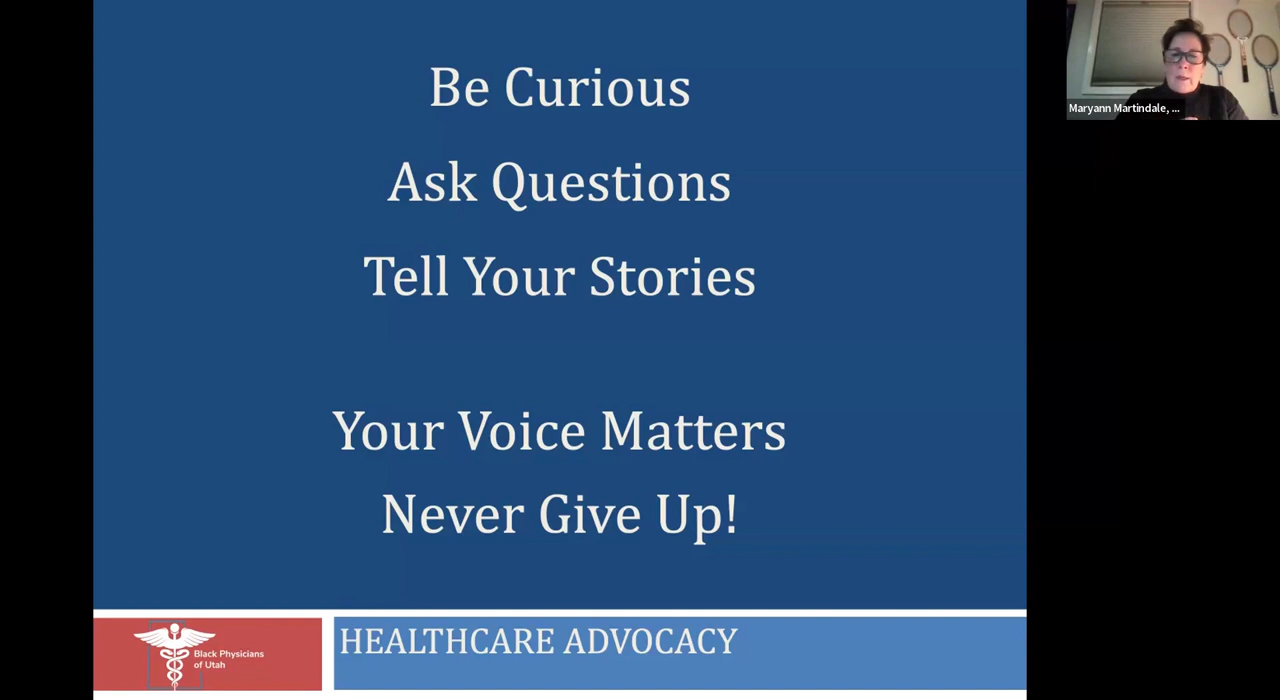 Be Curious
Ask Questions
Tell Your Stories
Your Voice Matters
Never Give Up!
Black Physicians
of Utah
HEALTHCARE ADVOCACY
Maryann Martindale, ...